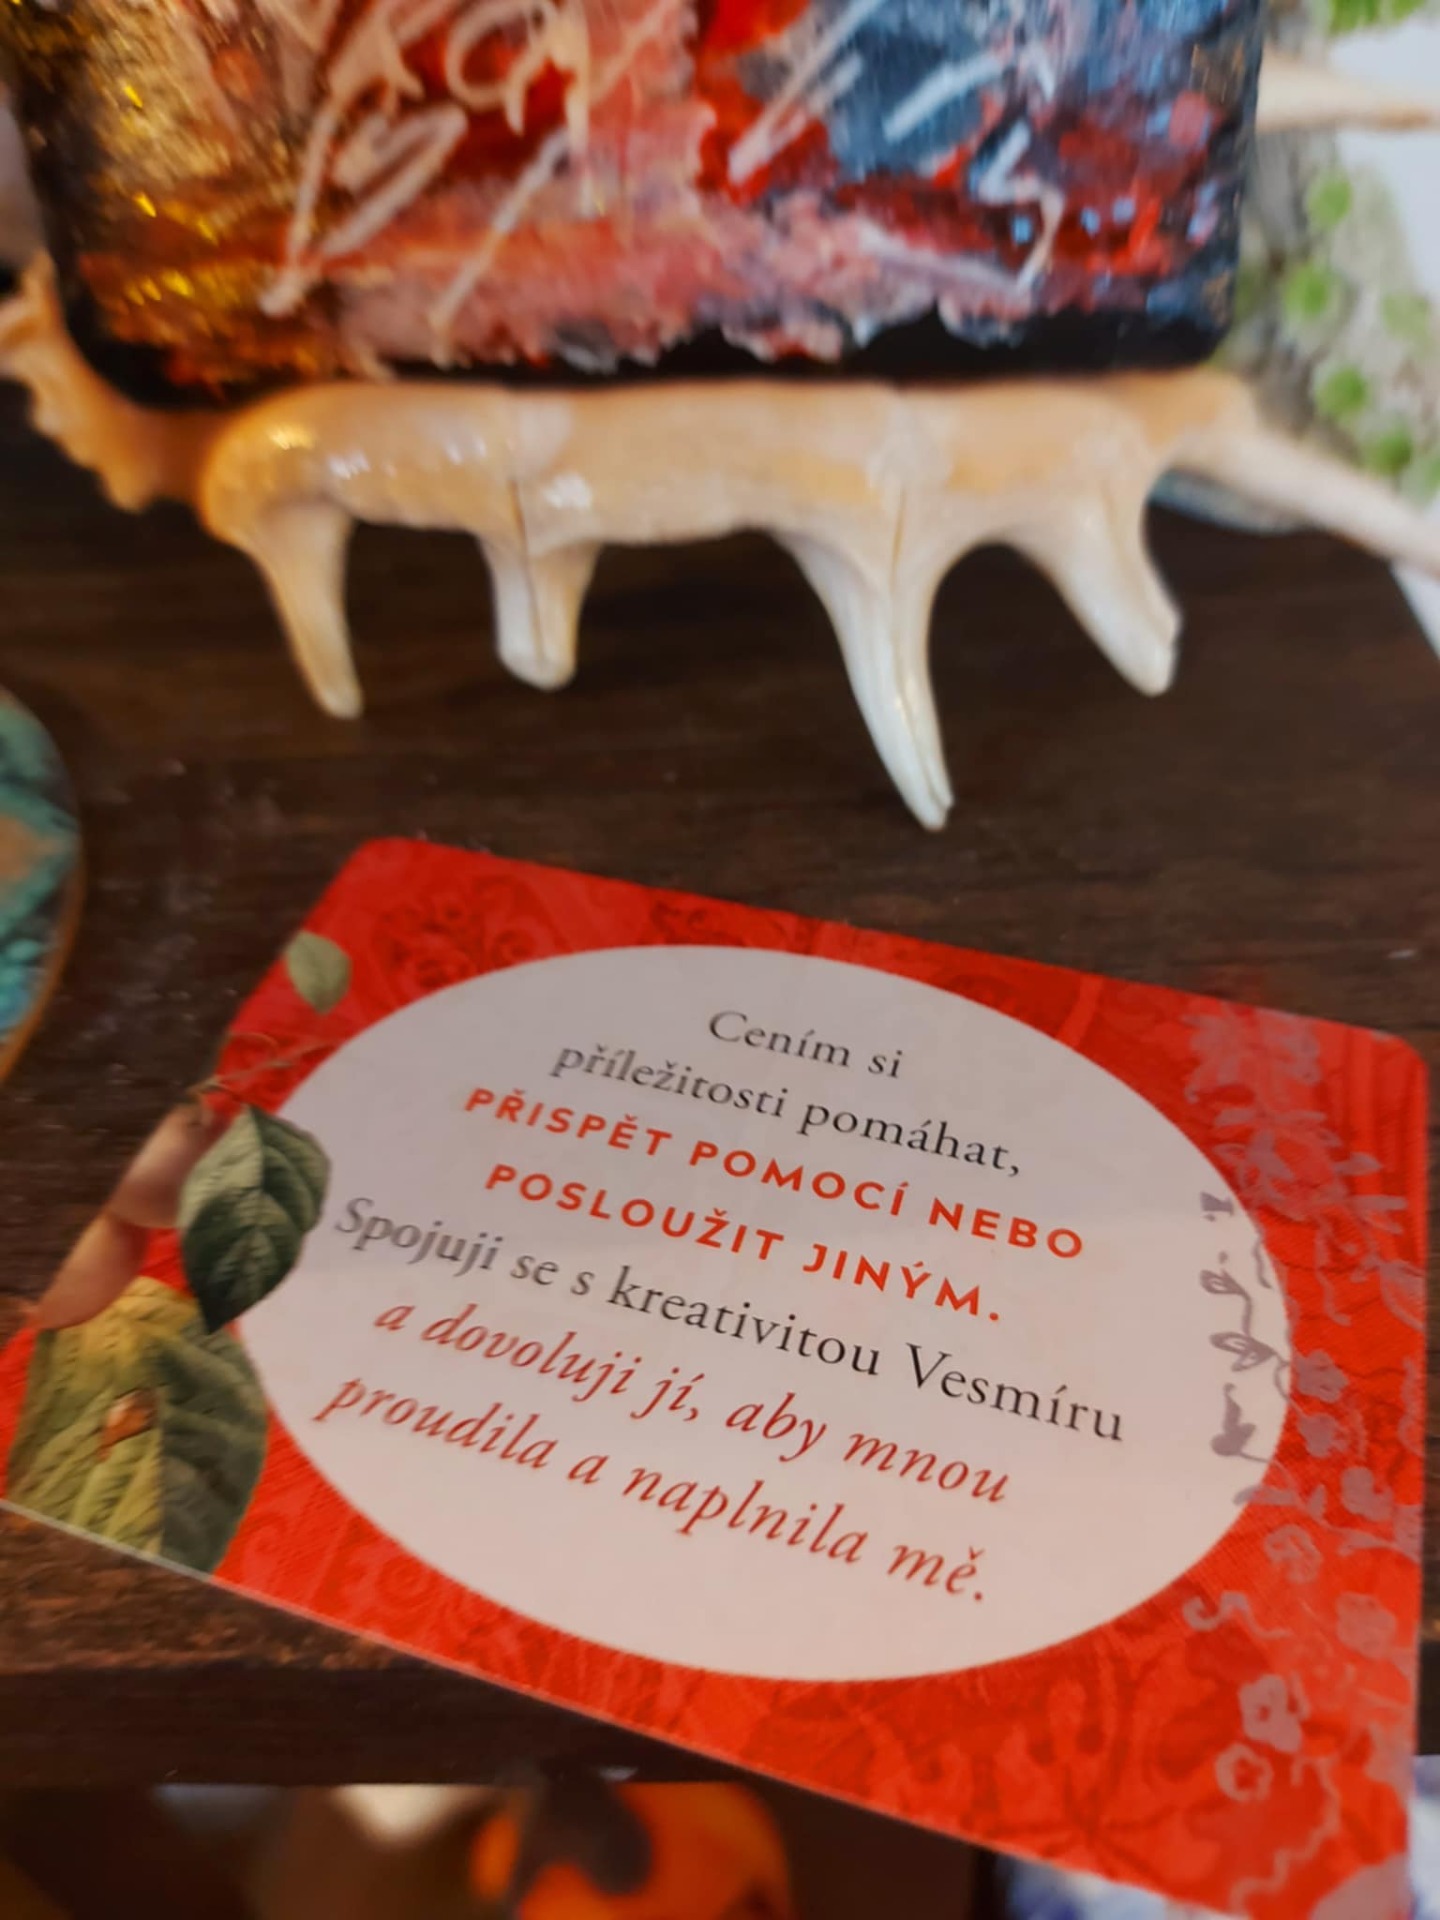 Cením si
příležitosti pomáhat,
PŘISPĚT POMOCÍ NEBO
POSLOUŽIT JINÝM.
Spojuji se s kreativitou Vesmíru
a dovoluji jí, aby mnou
proudila a naplnila mě.